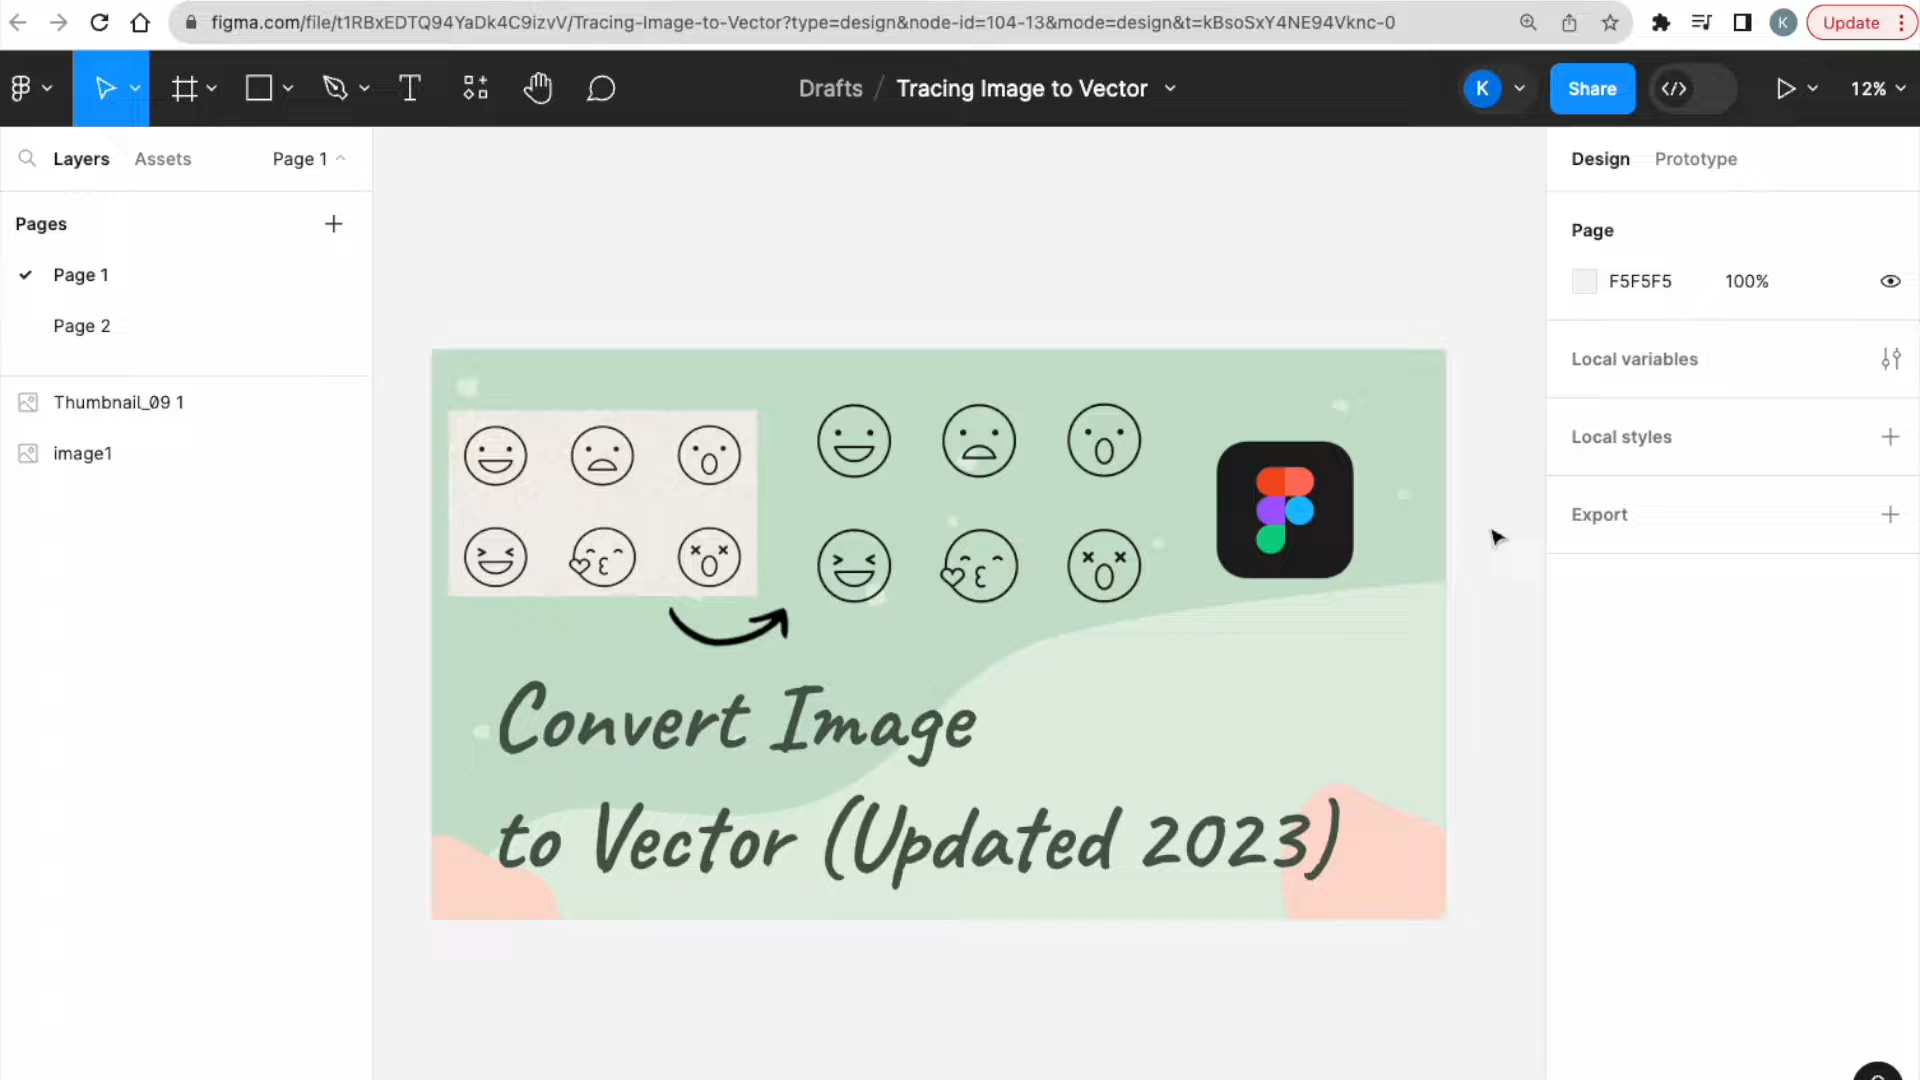 figma.com/file/t1RBxEDTQ94YaDk4C9izvV/Tracing-Image-to-Vector?type=design&node-id=104-13&mode=design&t=kBsoSxY4NE94Vknc-0
K
Update
Drafts / Tracing Image to Vector
K
Share
12%
Layers
Assets
Page 1
Design
Prototype
Pages
Page
Page 1
F5F5F5
100%
Page 2
Local variables
Thumbnail_09 1
Local styles
image1
Export
Convert Image
to Vector (Updated 2023)